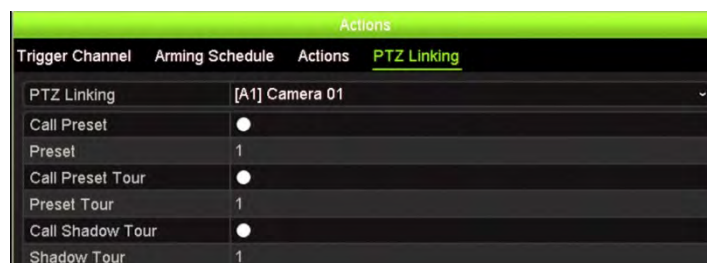 Actions
Trigger Channel Arming Schedule Actions PTZ Linking
PTZ Linking [A1] Camera 01
Call Preset
Preset 1
Call Preset Tour
Preset Tour 1
Call Shadow Tour
Shadow Tour 1